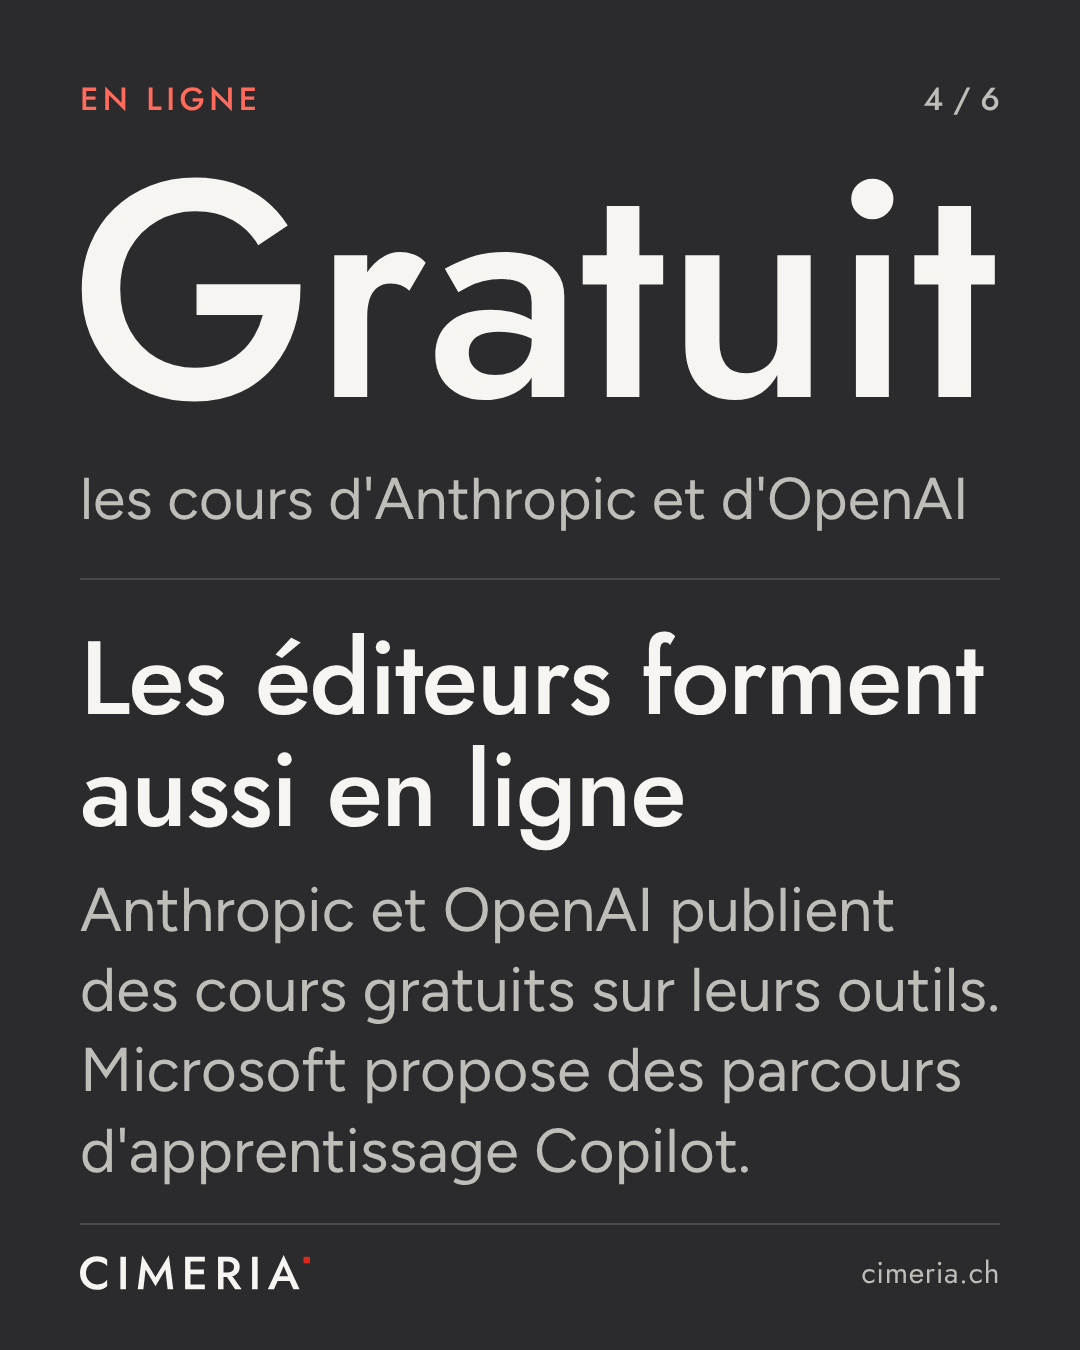 EN LIGNE
4 / 6
Gratuit
les cours d'Anthropic et d'OpenAI
Les éditeurs forment
aussi en ligne
Anthropic et OpenAI publient
des cours gratuits sur leurs outils.
Microsoft propose des parcours
d'apprentissage Copilot.
CIMERIA
cimeria.ch